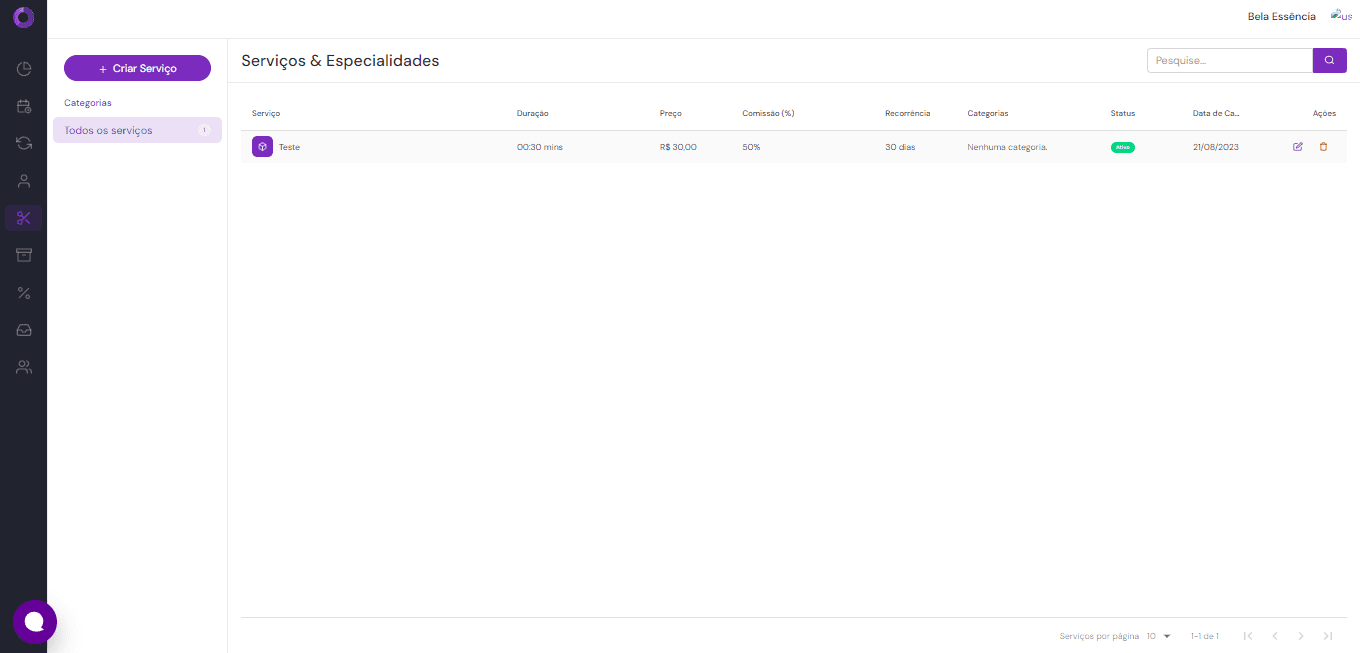 Bela Essência
us
+ Criar Serviço
Categorias
Todos os serviços 1
Serviços & Especialidades
Pesquise...
Serviço Duração Preço Comissão (%) Recorrência Categorias Status Data de Ca... Ações
Teste 00:30 mins R$ 30,00 50% 30 dias Nenhuma categoria. Ativo 21/08/2023
Serviços por página 10 1-1 de 1